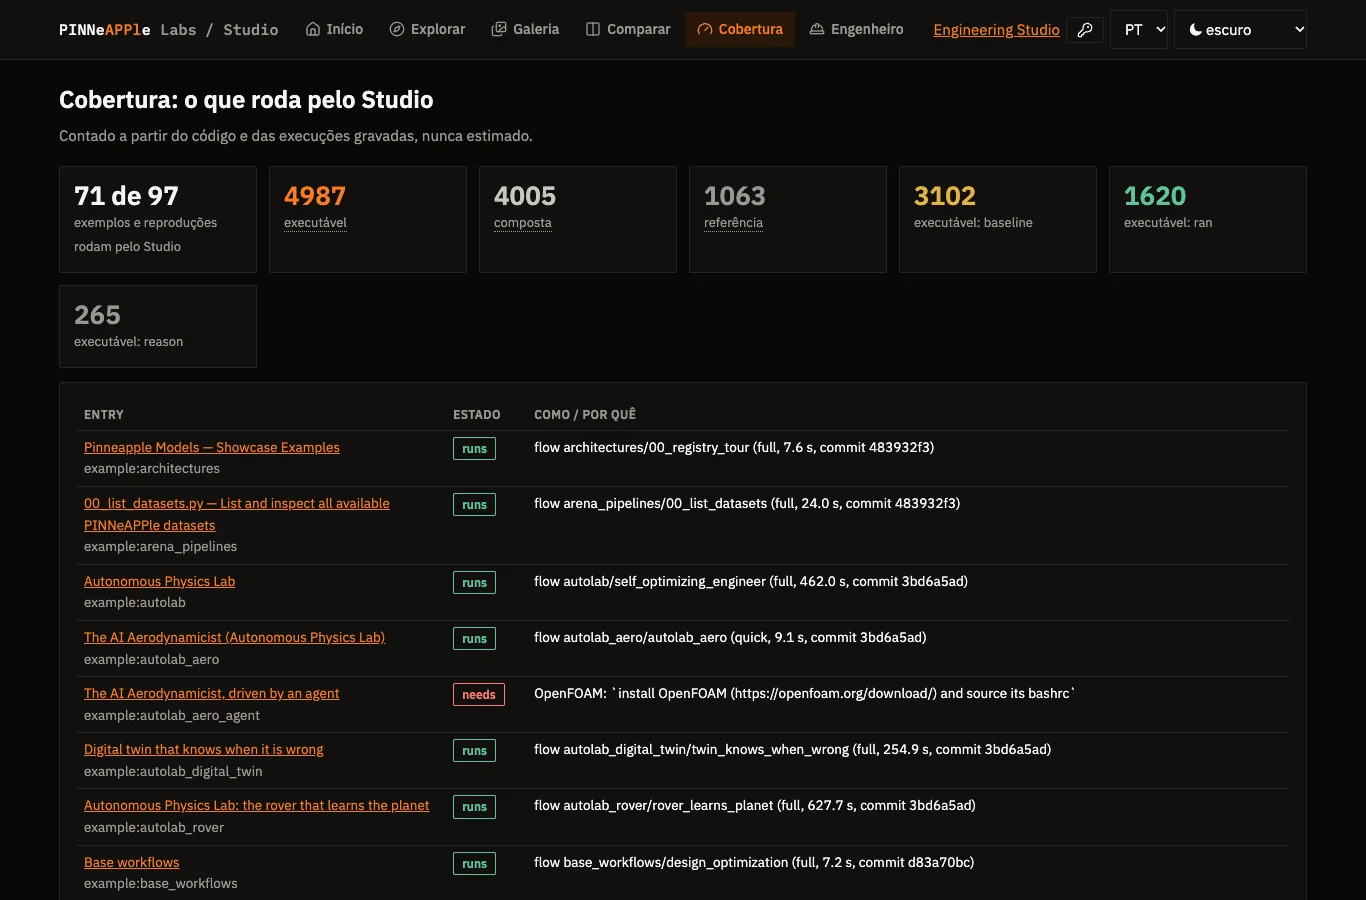 PINNeAPPle Labs / Studio Início Explorar Galeria Comparar Cobertura Engenheiro Engineering Studio PT escuro
Cobertura: o que roda pelo Studio
Contado a partir do código e das execuções gravadas, nunca estimado.
71 de 97
exemplos e reproduções
rodam pelo Studio
4987
executável
4005
composta
1063
referência
3102
executável: baseline
1620
executável: ran
265
executável: reason
ENTRY ESTADO COMO / POR QUÊ
Pinneapple Models — Showcase Examples runs flow architectures/00_registry_tour (full, 7.6 s, commit 483932f3)
example:architectures
00_list_datasets.py — List and inspect all available runs flow arena_pipelines/00_list_datasets (full, 24.0 s, commit 483932f3)
PINNeAPPle datasets
example:arena_pipelines
Autonomous Physics Lab runs flow autolab/self_optimizing_engineer (full, 462.0 s, commit 3bd6a5ad)
example:autolab
The AI Aerodynamicist (Autonomous Physics Lab) runs flow autolab_aero/autolab_aero (quick, 9.1 s, commit 3bd6a5ad)
example:autolab_aero
The AI Aerodynamicist, driven by an agent needs OpenFOAM: `install OpenFOAM (https://openfoam.org/download/) and source its bashrc`
example:autolab_aero_agent
Digital twin that knows when it is wrong runs flow autolab_digital_twin/twin_knows_when_wrong (full, 254.9 s, commit 3bd6a5ad)
example:autolab_digital_twin
Autonomous Physics Lab: the rover that learns the planet runs flow autolab_rover/rover_learns_planet (full, 627.7 s, commit 3bd6a5ad)
example:autolab_rover
Base workflows runs flow base_workflows/design_optimization (full, 7.2 s, commit d83a70bc)
example:base_workflows